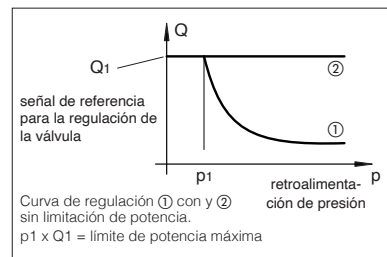 Q
Q1
②
señal de referencia
para la regulación de
la válvula
①
p1
p
retroalimenta-
ción de presión
Curva de regulación ① con y ②
sin limitación de potencia.
p1 x Q1 = límite de potencia máxima